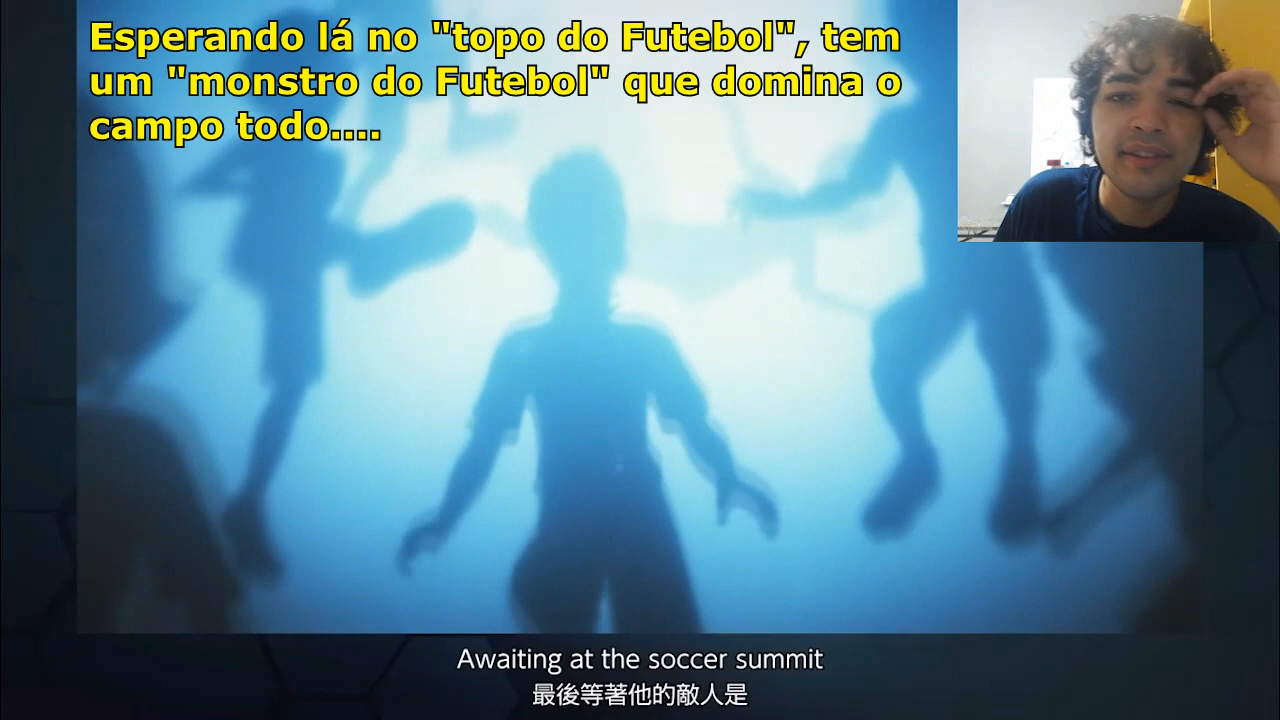 Esperando lá no "topo do Futebol", tem
um "monstro do Futebol" que domina o
campo todo....
Awaiting at the soccer summit
最後等著他的敵人是